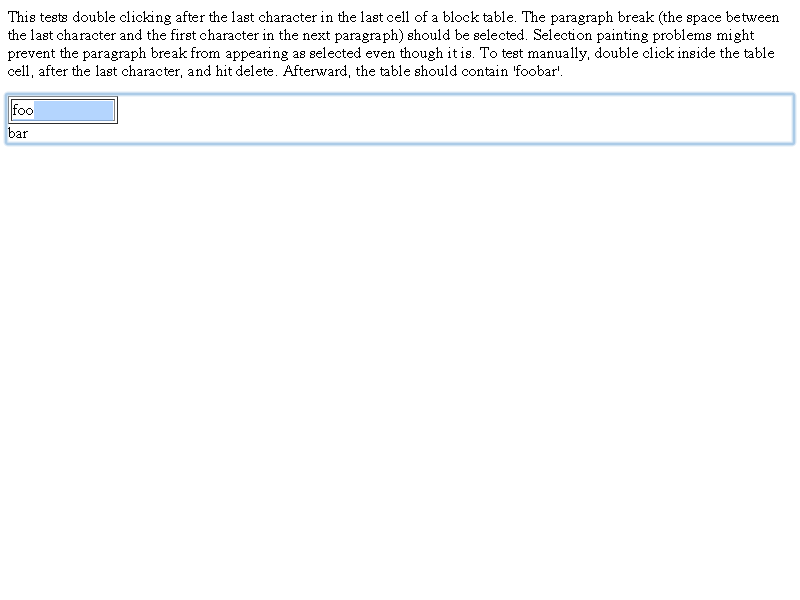 This tests double clicking after the last character in the last cell of a block table. The paragraph break (the space between
the last character and the first character in the next paragraph) should be selected. Selection painting problems might
prevent the paragraph break from appearing as selected even though it is. To test manually, double click inside the table
cell, after the last character, and hit delete. Afterward, the table should contain 'foobar'.
foo
bar